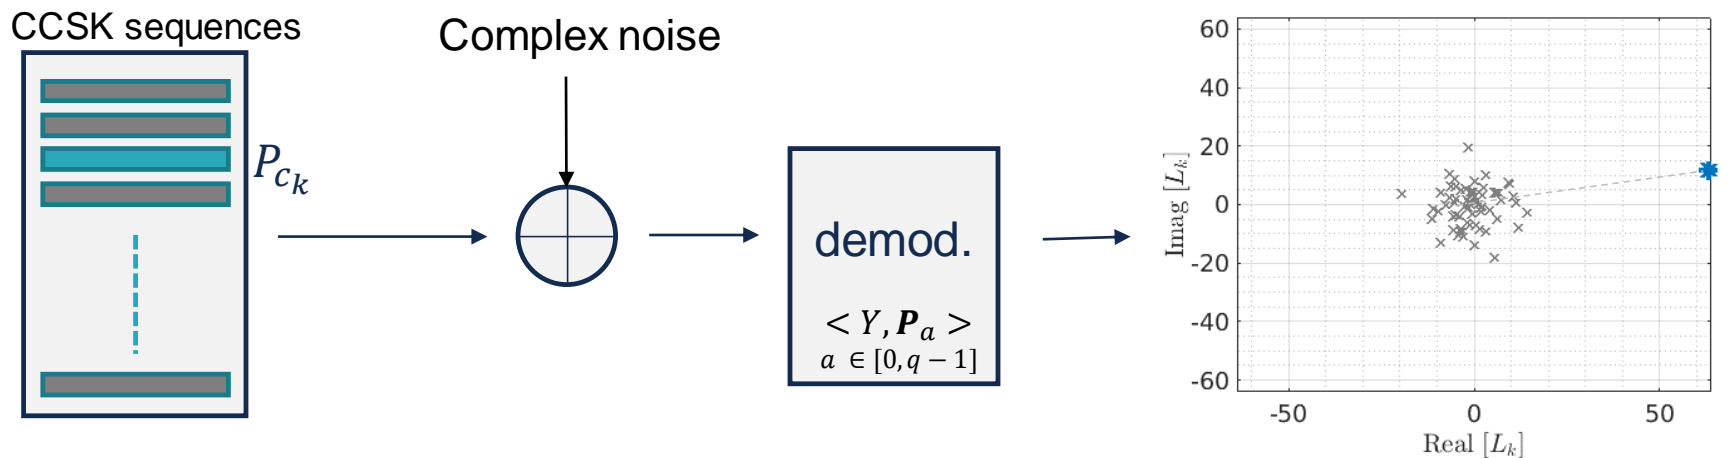 CCSK sequences
Complex noise
P_{c_k}
demod.
< Y, P_a >
a ∈ [0, q − 1]
60
40
20
0
-20
-40
-60
Imag [L_k]
-50
0
50
Real [L_k]